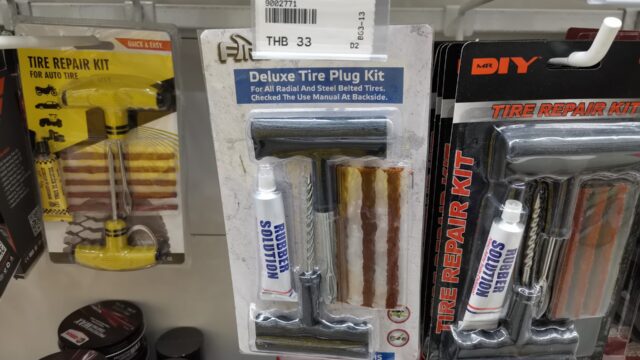 QUICK & EASY
TIRE REPAIR KIT
FOR AUTO TIRE
9002771
THB 33
D2
BG3-13
Deluxe Tire Plug Kit
For All Radial And Steel Belted Tires.
Checked The Use Manual At Backside.
RUBBER
SOLUTION
MR
DIY
TIRE REPAIR KIT
TIRE REPAIR KIT
RUBBER
SOLUTION